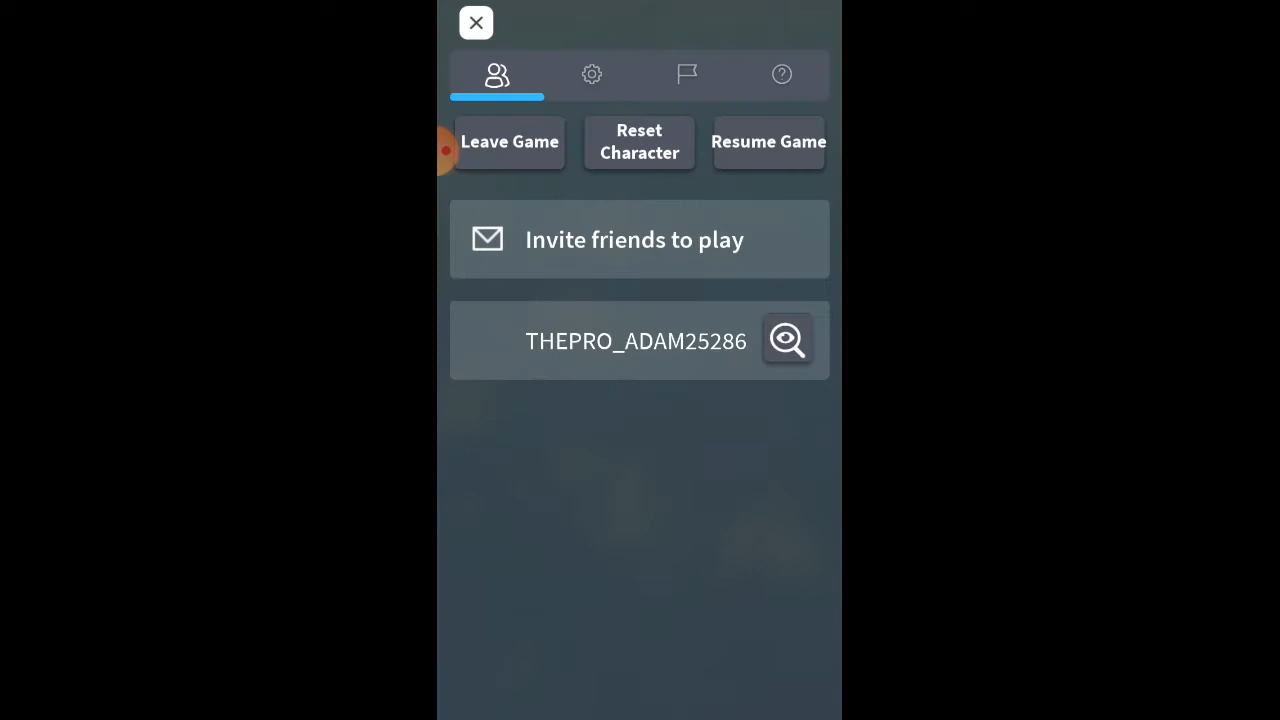 Leave Game
Reset
Character
Resume Game
Invite friends to play
THEPRO_ADAM25286